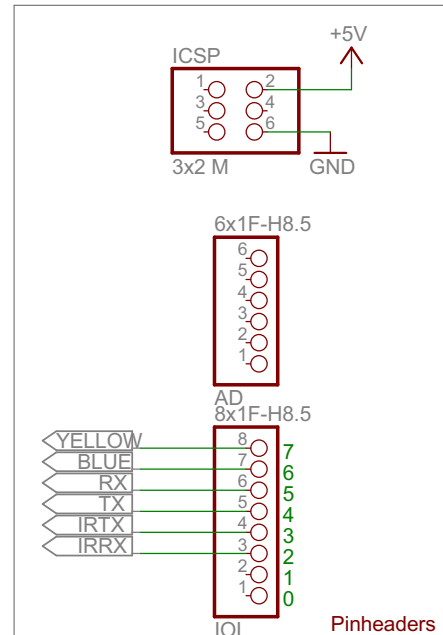 +5V
ICSP
1 2
3 4
5 6
3x2 M
GND
6x1F-H8.5
6
5
4
3
2
1
AD
8x1F-H8.5
YELLOW 8 7
BLUE 7 6
RX 6 5
TX 5 4
IRTX 4 3
IRRX 3 2
2 1
1 0
IOL
Pinheaders